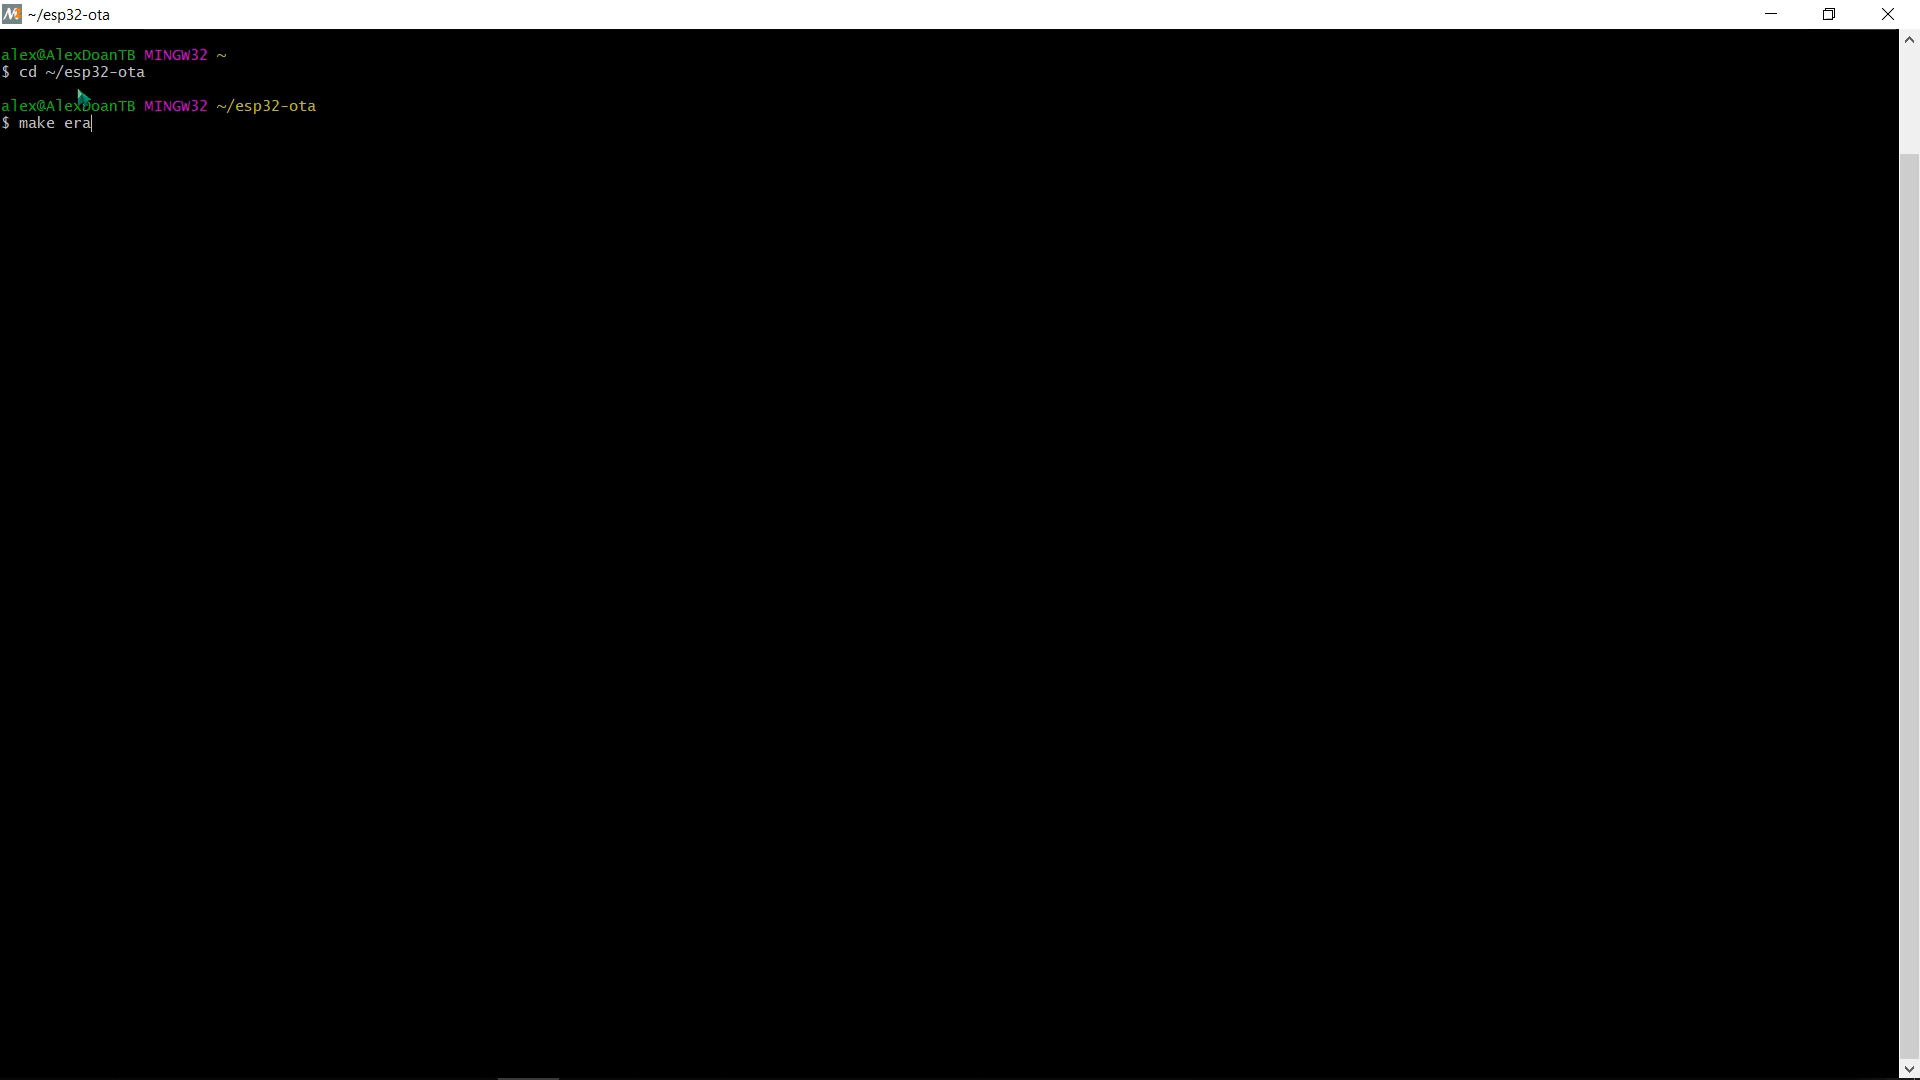 ~/esp32-ota
alex@AlexDoanTB MINGW32 ~
$ cd ~/esp32-ota
alex@AlexDoanTB MINGW32 ~/esp32-ota
$ make era